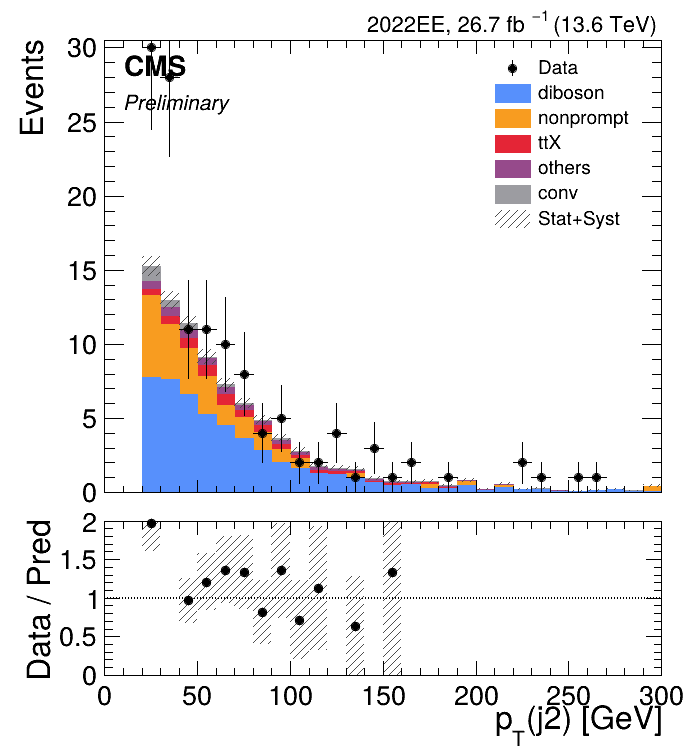 2022EE, 26.7 fb⁻¹ (13.6 TeV)
Events
30
25
20
15
10
5
0
CMS
Preliminary
Data
diboson
nonprompt
ttX
others
conv
Stat+Syst
Data / Pred
2
1.5
1
0.5
0
0 50 100 150 200 250 300
p_T(j2) [GeV]